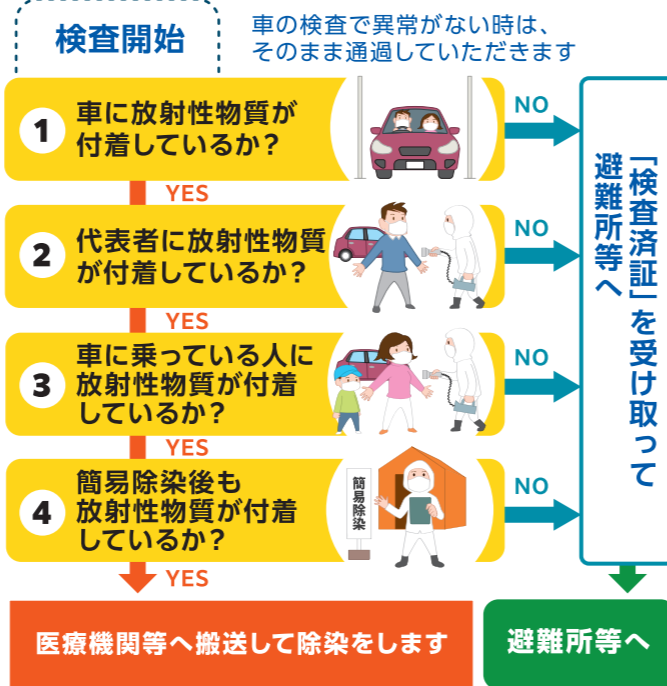 検査開始
車の検査で異常がない時は、
そのまま通過していただきます
1
車に放射性物質が
付着しているか？
NO
YES
2
代表者に放射性物質
が付着しているか？
NO
YES
3
車に乗っている人に
放射性物質が付着
しているか？
NO
YES
4
簡易除染後も
放射性物質が付着
しているか？
簡易除染
NO
YES
「検査済証」を受け取って
避難所等へ
医療機関等へ搬送して除染をします
避難所等へ